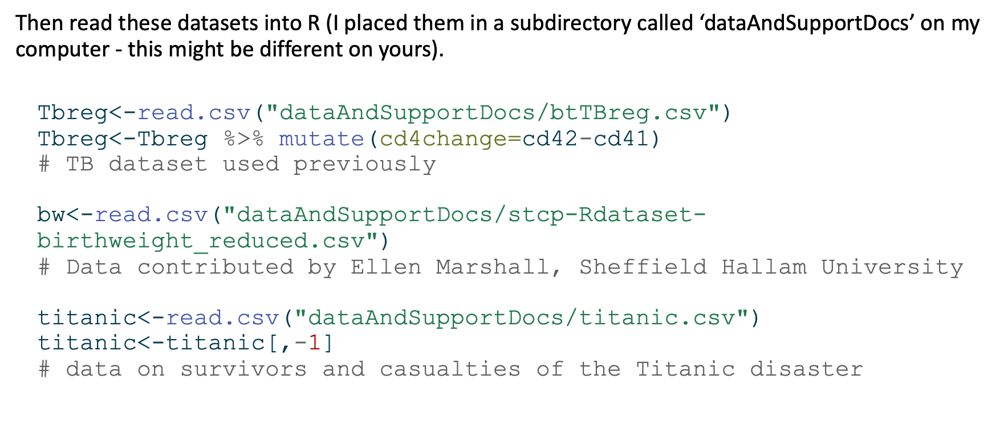 Then read these datasets into R (I placed them in a subdirectory called ‘dataAndSupportDocs’ on my
computer - this might be different on yours).
Tbreg<-read.csv("dataAndSupportDocs/btTBreg.csv")
Tbreg<-Tbreg %>% mutate(cd4change=cd42-cd41)
# TB dataset used previously
bw<-read.csv("dataAndSupportDocs/stcp-Rdataset-
birthweight_reduced.csv")
# Data contributed by Ellen Marshall, Sheffield Hallam University
titanic<-read.csv("dataAndSupportDocs/titanic.csv")
titanic<-titanic[,-1]
# data on survivors and casualties of the Titanic disaster